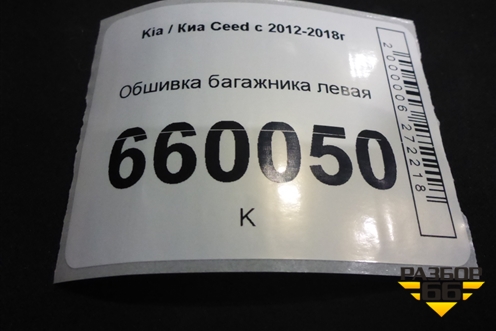 Kia / Киа Ceed с 2012-2018г
Обшивка багажника левая
660050
К
2000006272218
РАЗБОР
66